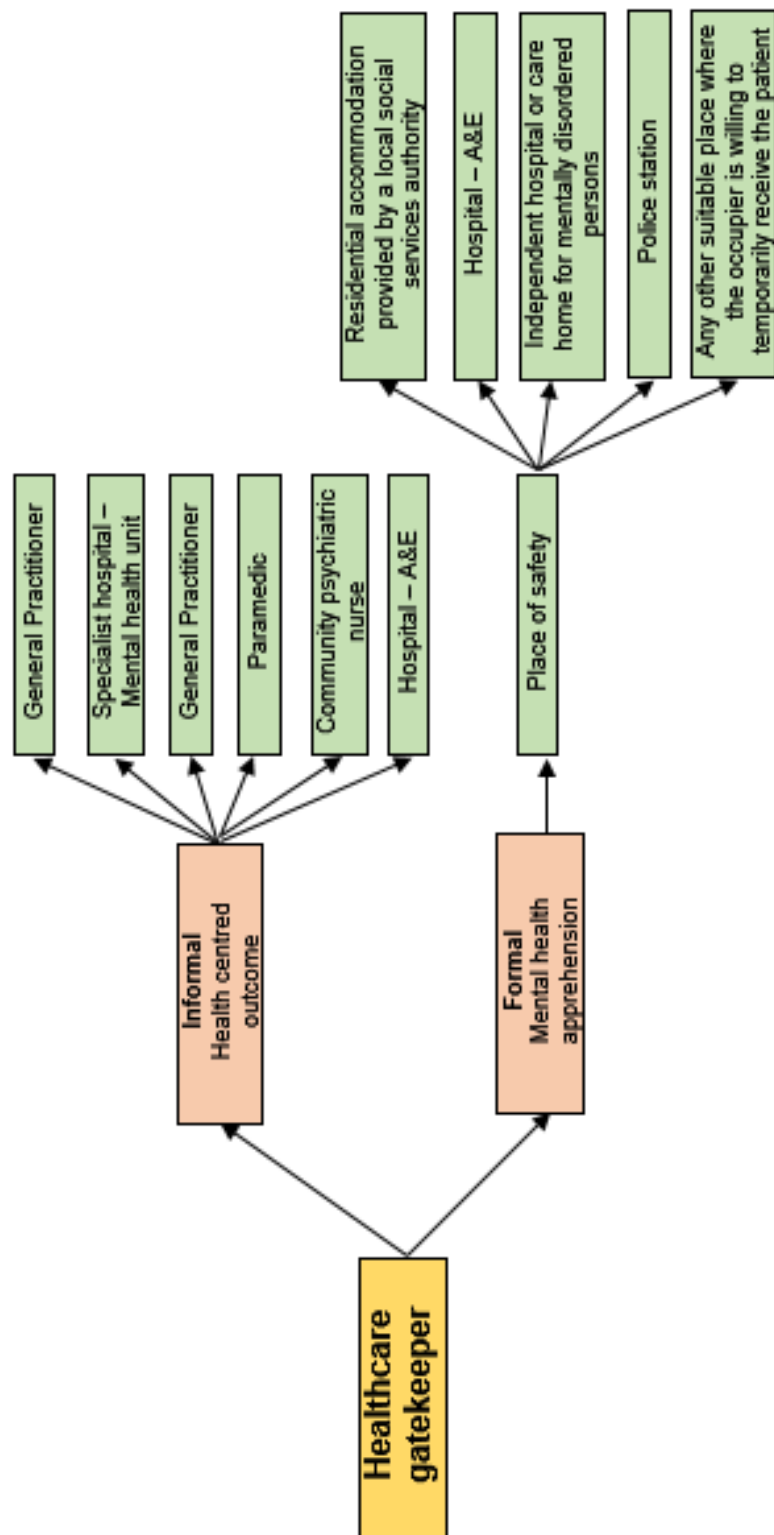 Healthcare
gatekeeper
Informal
Health centred
outcome
General Practitioner
Specialist hospital –
Mental health unit
General Practitioner
Paramedic
Community psychiatric
nurse
Hospital – A&E
Formal
Mental health
apprehension
Place of safety
Residential accommodation
provided by a local social
services authority
Hospital – A&E
Independent hospital or care
home for mentally disordered
persons
Police station
Any other suitable place where
the occupier is willing to
temporarily receive the patient